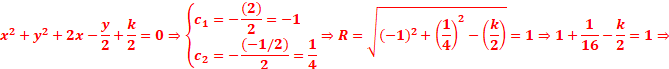 x² + y² + 2x − y/2 + k/2 = 0 ⇒ { c₁ = −(2)/2 = −1 ; c₂ = −(−1/2)/2 = 1/4 ⇒ R = √((−1)² + (1/4)² − (k/2)) = 1 ⇒ 1 + 1/16 − k/2 = 1 ⇒